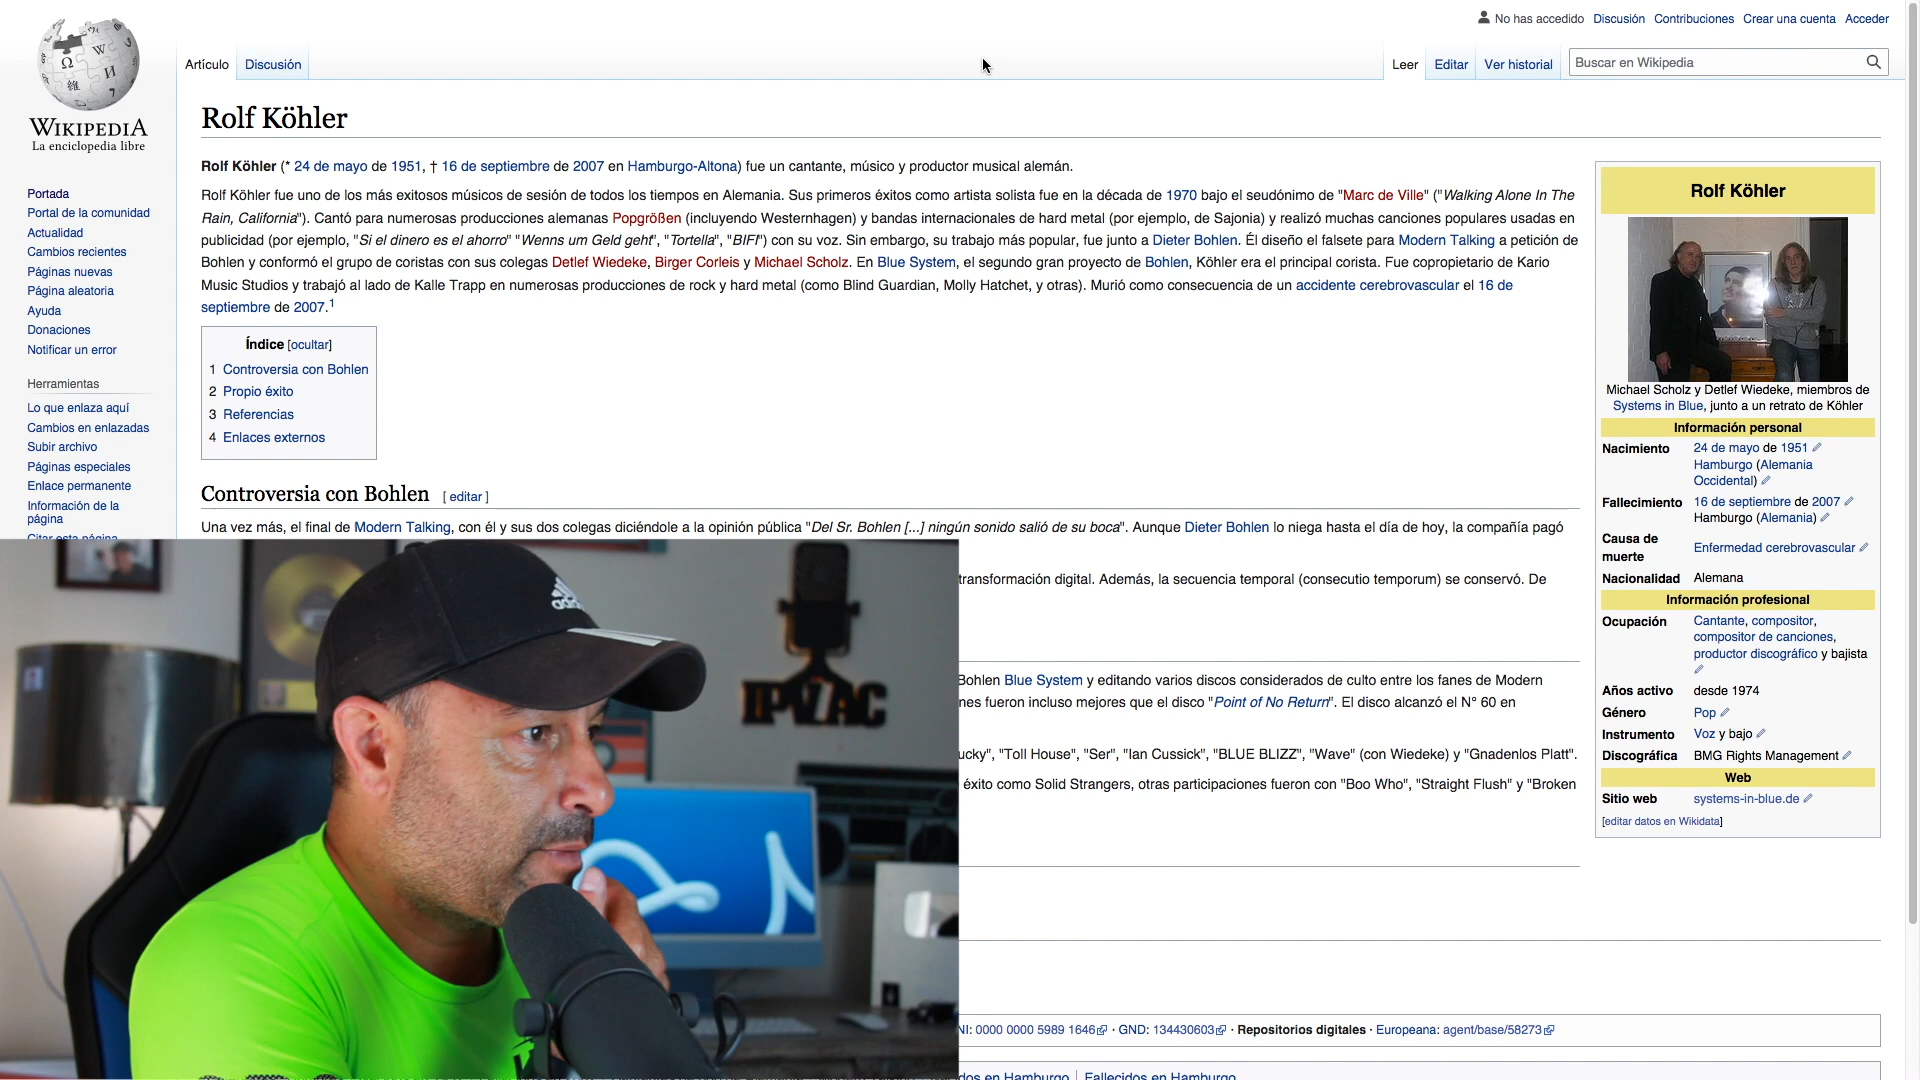 No has accedido Discusión Contribuciones Crear una cuenta Acceder
Artículo Discusión Leer Editar Ver historial Buscar en Wikipedia
WIKIPEDIA
La enciclopedia libre
Portada
Portal de la comunidad
Actualidad
Cambios recientes
Páginas nuevas
Página aleatoria
Ayuda
Donaciones
Notificar un error
Herramientas
Lo que enlaza aquí
Cambios en enlazadas
Subir archivo
Páginas especiales
Enlace permanente
Información de la
página
Citar esta página
Rolf Köhler
Rolf Köhler (* 24 de mayo de 1951, † 16 de septiembre de 2007 en Hamburgo-Altona) fue un cantante, músico y productor musical alemán.
Rolf Köhler fue uno de los más exitosos músicos de sesión de todos los tiempos en Alemania. Sus primeros éxitos como artista solista fue en la década de 1970 bajo el seudónimo de "Marc de Ville" ("Walking Alone In The
Rain, California"). Cantó para numerosas producciones alemanas Popgrößen (incluyendo Westernhagen) y bandas internacionales de hard metal (por ejemplo, de Sajonia) y realizó muchas canciones populares usadas en
publicidad (por ejemplo, "Si el dinero es el ahorro" "Wenns um Geld geht", "Tortella", "BIFI") con su voz. Sin embargo, su trabajo más popular, fue junto a Dieter Bohlen. Él diseño el falsete para Modern Talking a petición de
Bohlen y conformó el grupo de coristas con sus colegas Detlef Wiedeke, Birger Corleis y Michael Scholz. En Blue System, el segundo gran proyecto de Bohlen, Köhler era el principal corista. Fue copropietario de Kario
Music Studios y trabajó al lado de Kalle Trapp en numerosas producciones de rock y hard metal (como Blind Guardian, Molly Hatchet, y otras). Murió como consecuencia de un accidente cerebrovascular el 16 de
septiembre de 2007.1
Índice [ocultar]
1 Controversia con Bohlen
2 Propio éxito
3 Referencias
4 Enlaces externos
Controversia con Bohlen [ editar ]
Una vez más, el final de Modern Talking, con él y sus dos colegas diciéndole a la opinión pública "Del Sr. Bohlen [...] ningún sonido salió de su boca". Aunque Dieter Bohlen lo niega hasta el día de hoy, la compañía pagó
transformación digital. Además, la secuencia temporal (consecutio temporum) se conservó. De
Bohlen Blue System y editando varios discos considerados de culto entre los fanes de Modern
nes fueron incluso mejores que el disco "Point of No Return". El disco alcanzó el N° 60 en
ucky", "Toll House", "Ser", "Ian Cussick", "BLUE BLIZZ", "Wave" (con Wiedeke) y "Gnadenlos Platt".
éxito como Solid Strangers, otras participaciones fueron con "Boo Who", "Straight Flush" y "Broken
NI: 0000 0000 5989 1646 · GND: 134430603 · Repositorios digitales · Europeana: agent/base/58273
dos en Hamburgo | Fallecidos en Hamburgo
Rolf Köhler
Michael Scholz y Detlef Wiedeke, miembros de
Systems in Blue, junto a un retrato de Köhler
Información personal
Nacimiento 24 de mayo de 1951
Hamburgo (Alemania
Occidental)
Fallecimiento 16 de septiembre de 2007
Hamburgo (Alemania)
Causa de
muerte Enfermedad cerebrovascular
Nacionalidad Alemana
Información profesional
Ocupación Cantante, compositor,
compositor de canciones,
productor discográfico y bajista
Años activo desde 1974
Género Pop
Instrumento Voz y bajo
Discográfica BMG Rights Management
Web
Sitio web systems-in-blue.de
[editar datos en Wikidata]
adidas